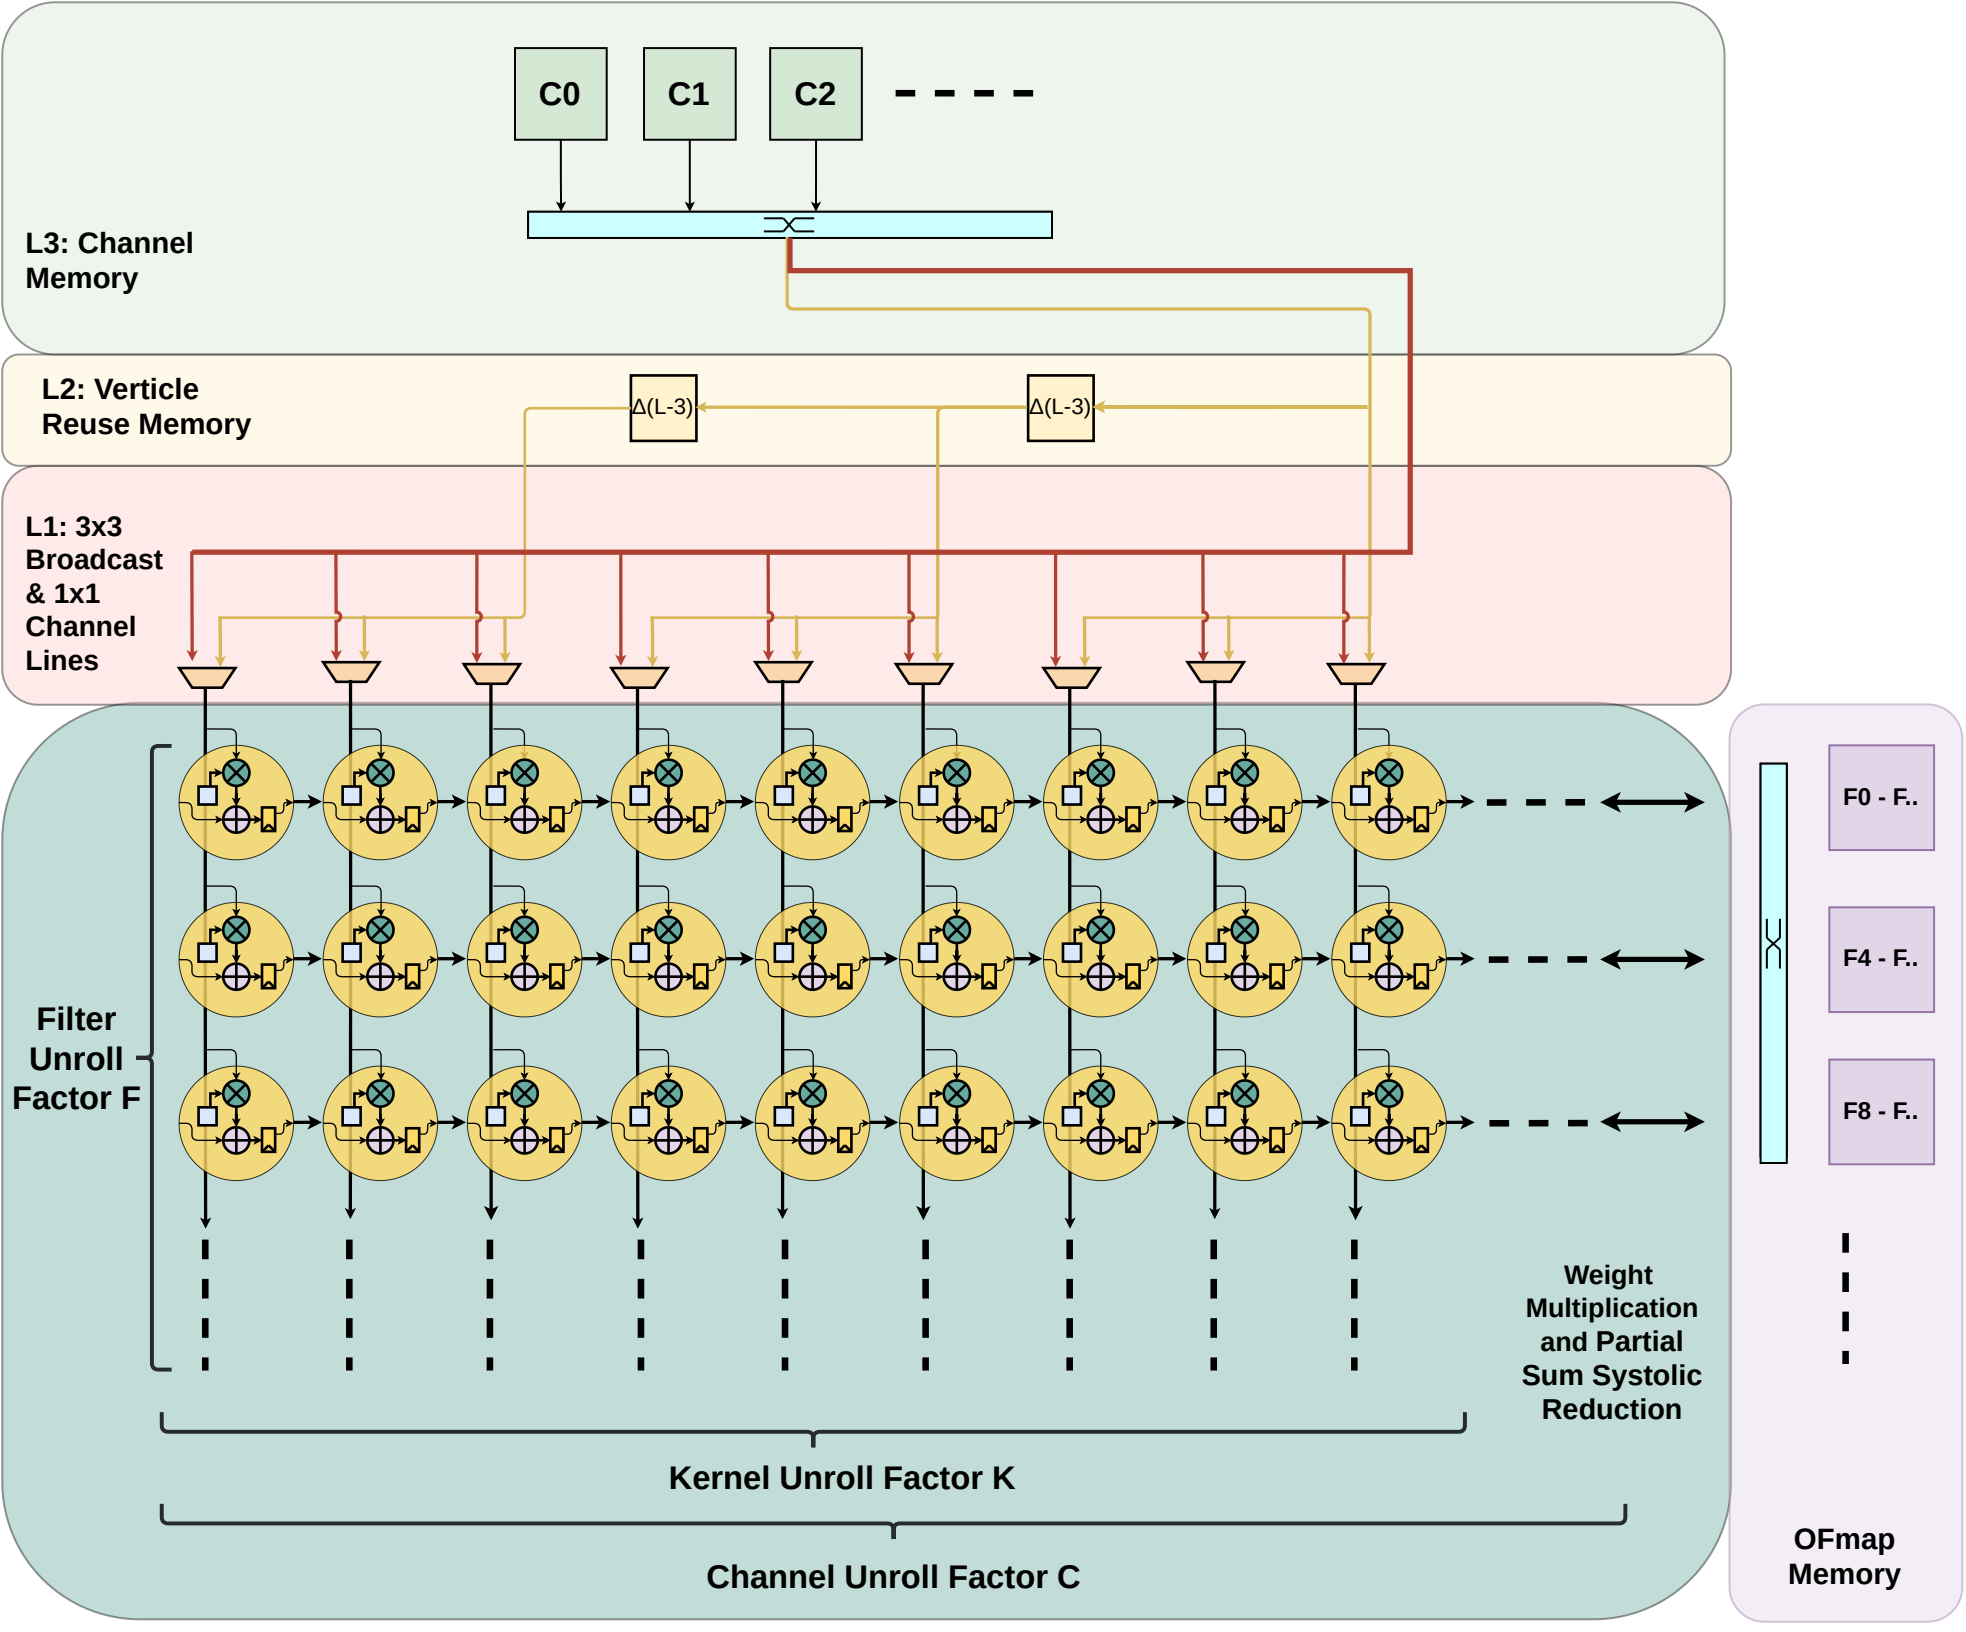 C0
C1
C2
L3: Channel
Memory
L2: Verticle
Reuse Memory
Δ(L-3)
Δ(L-3)
L1: 3x3
Broadcast
& 1x1
Channel
Lines
F0 - F..
F4 - F..
F8 - F..
Filter
Unroll
Factor F
Weight
Multiplication
and Partial
Sum Systolic
Reduction
Kernel Unroll Factor K
Channel Unroll Factor C
OFmap
Memory